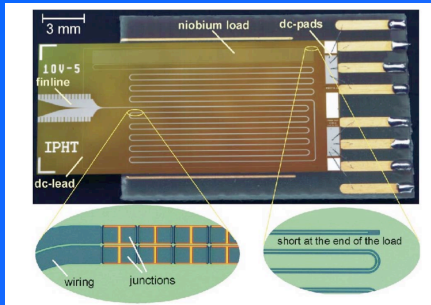 3 mm
niobium load
dc-pads
10V-5
finline
IPHT
dc-lead
wiring
junctions
short at the end of the load